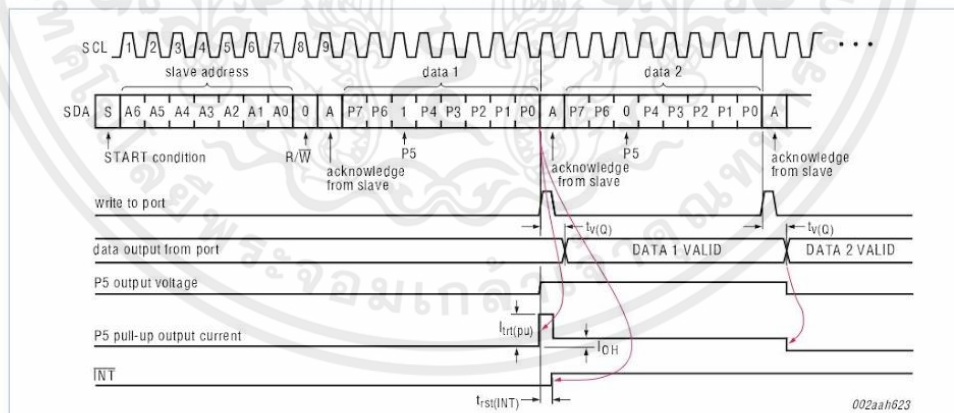 SCL 1 2 3 4 5 6 7 8 9
slave address data 1 data 2
SDA S A6 A5 A4 A3 A2 A1 A0 0 A P7 P6 P4 P3 P2 P1 P0 A P7 P6 0 P4 P3 P2 P1 P0 A
START condition R/W P5 P5
acknowledge from slave
acknowledge from slave
acknowledge from slave
write to port
tv(Q) tv(Q)
data output from port DATA 1 VALID DATA 2 VALID
P5 output voltage
Itrt(pu)
P5 pull-up output current IOH
INT
trst(INT)
002aah623